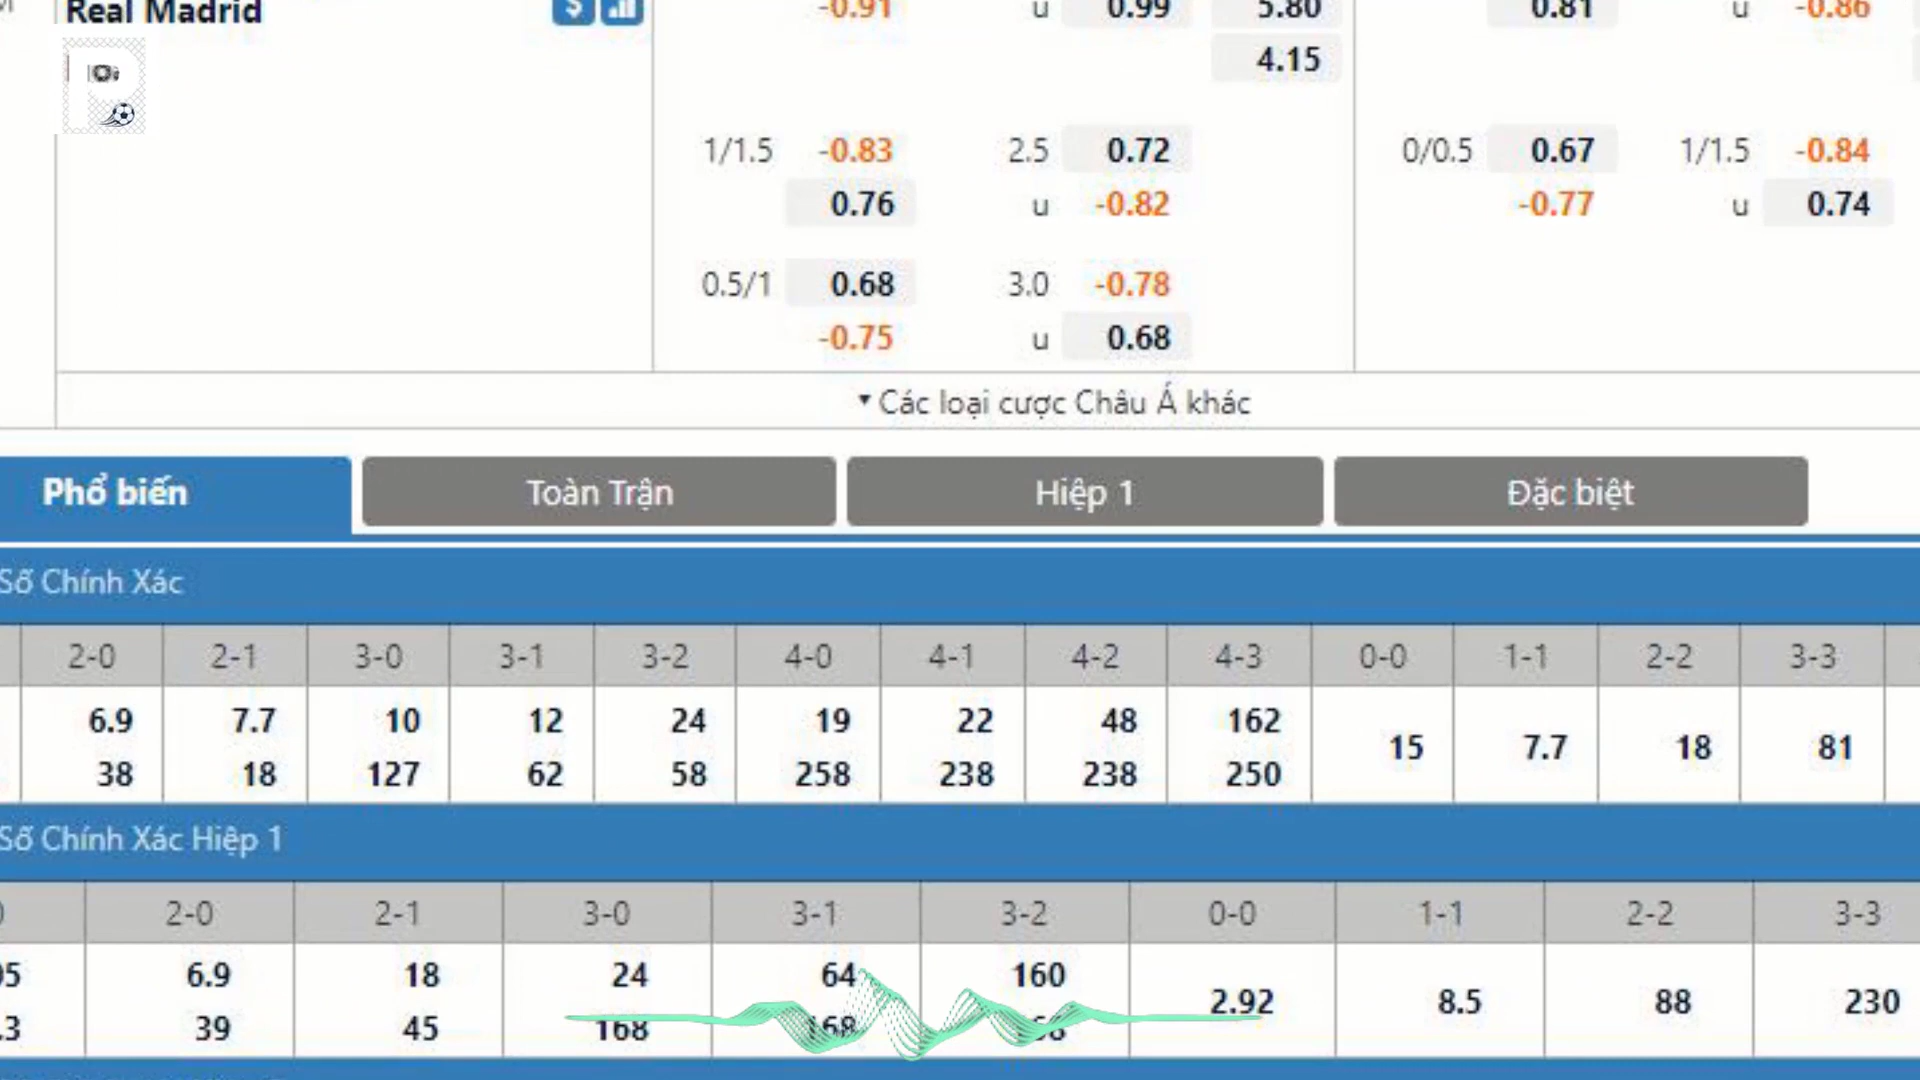 Real Madrid
-0.91 u 0.99 5.80 0.81 u -0.86
4.15
1/1.5 -0.83 2.5 0.72 0/0.5 0.67 1/1.5 -0.84
0.76 u -0.82 -0.77 u 0.74
0.5/1 0.68 3.0 -0.78
-0.75 u 0.68
Các loại cược Châu Á khác
Phổ biến Toàn Trận Hiệp 1 Đặc biệt
Số Chính Xác
2-0 2-1 3-0 3-1 3-2 4-0 4-1 4-2 4-3 0-0 1-1 2-2 3-3
6.9 7.7 10 12 24 19 22 48 162 15 7.7 18 81
38 18 127 62 58 258 238 238 250
Số Chính Xác Hiệp 1
2-0 2-1 3-0 3-1 3-2 0-0 1-1 2-2 3-3
6.9 18 24 64 160 2.92 8.5 88 230
39 45 168 168